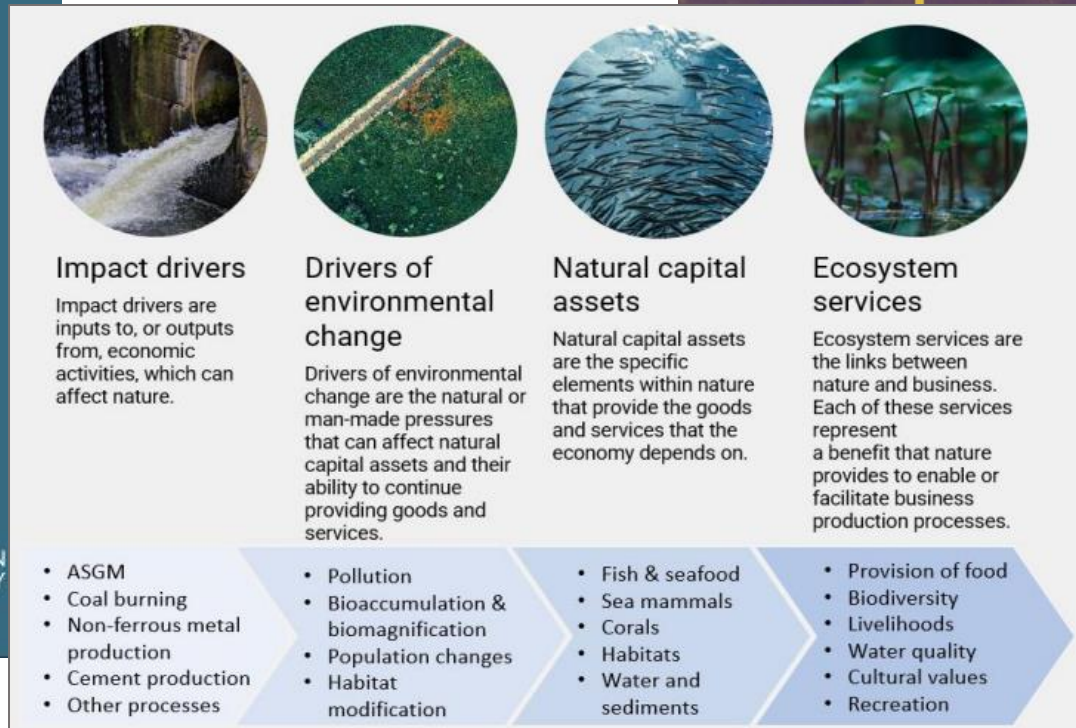 Impact drivers
Impact drivers are
inputs to, or outputs
from, economic
activities, which can
affect nature.
Drivers of
environmental
change
Drivers of environmental
change are the natural or
man-made pressures
that can affect natural
capital assets and their
ability to continue
providing goods and
services.
Natural capital
assets
Natural capital assets
are the specific
elements within nature
that provide the goods
and services that the
economy depends on.
Ecosystem
services
Ecosystem services are
the links between
nature and business.
Each of these services
represent
a benefit that nature
provides to enable or
facilitate business
production processes.
• ASGM
• Coal burning
• Non-ferrous metal
production
• Cement production
• Other processes
• Pollution
• Bioaccumulation &
biomagnification
• Population changes
• Habitat
modification
• Fish & seafood
• Sea mammals
• Corals
• Habitats
• Water and
sediments
• Provision of food
• Biodiversity
• Livelihoods
• Water quality
• Cultural values
• Recreation